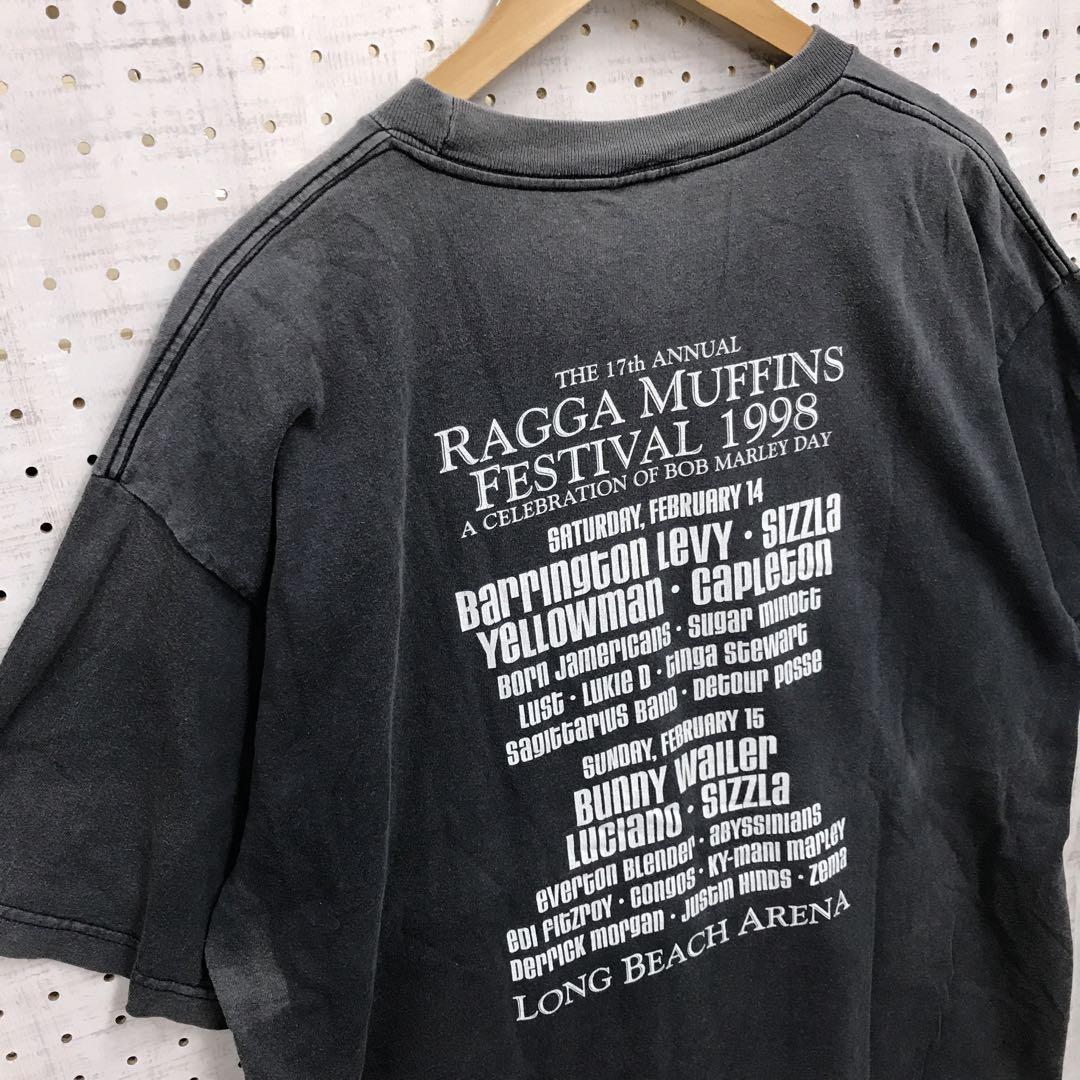 THE 17th ANNUAL
RAGGA MUFFINS
FESTIVAL 1998
A CELEBRATION OF BOB MARLEY DAY
SATURDAY, FEBRUARY 14
Barrington Levy · Sizzla
Yellowman · Capleton
Born Jamericans · Sugar Minott
Lust · Lukie D · Tinga Stewart
Sagittarius Band · Detour Posse
SUNDAY, FEBRUARY 15
Bunny Wailer
Luciano · Sizzla
Everton Blender · Abyssinians
Edi Fitzroy · Congos · Ky-Mani Marley
Derrick Morgan · Justin Hinds · Zema
LONG BEACH ARENA